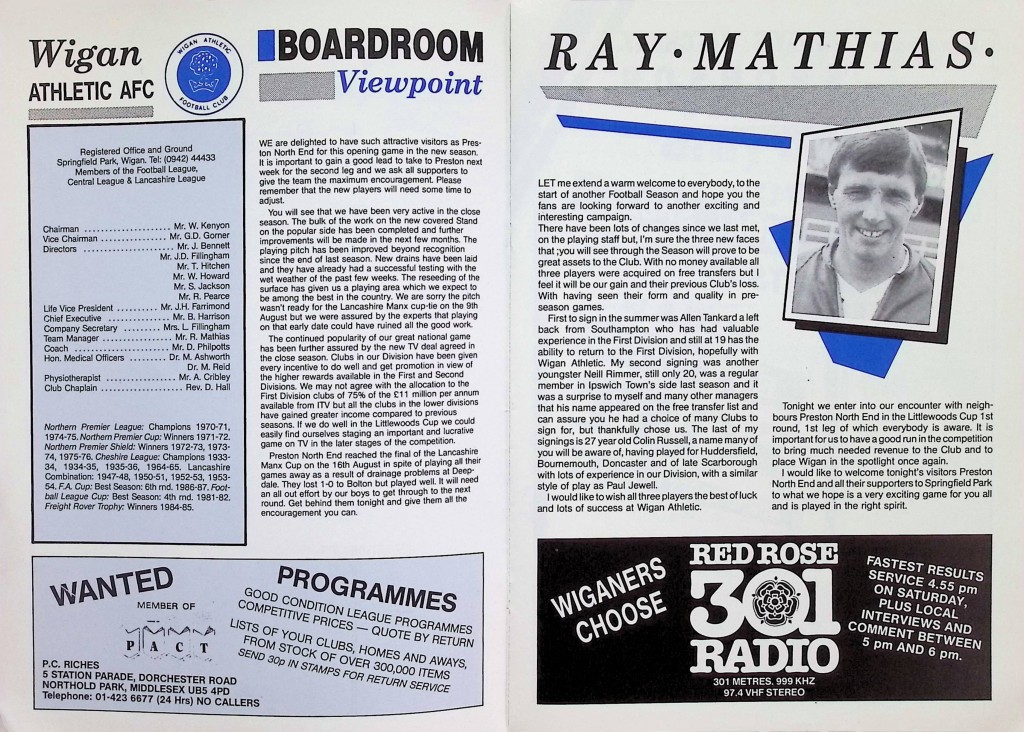 Wigan
ATHLETIC AFC
WIGAN ATHLETIC
FOOTBALL CLUB
Registered Office and Ground
Springfield Park, Wigan. Tel: (0942) 44433
Members of the Football League,
Central League & Lancashire League
Chairman .......................... Mr. W. Kenyon
Vice Chairman .................... Mr. G.D. Gorner
Directors ........................... Mr. J. Bennett
Mr. J.D. Fillingham
Mr. T. Hitchen
Mr. W. Howard
Mr. S. Jackson
Mr. R. Pearce
Life Vice President ............ Mr. J.H. Farrimond
Chief Executive .................. Mr. B. Harrison
Company Secretary ......... Mrs. L. Fillingham
Team Manager .................... Mr. R. Mathias
Coach ............................... Mr. D. Philpotts
Hon. Medical Officers .......... Dr. M. Ashworth
Dr. M. Reid
Physiotherapist ..................... Mr. A. Cribley
Club Chaplain ....................... Rev. D. Hall
Northern Premier League: Champions 1970-71,
1974-75. Northern Premier Cup: Winners 1971-72.
Northern Premier Shield: Winners 1972-73, 1973-
74, 1975-76. Cheshire League: Champions 1933-
34, 1934-35, 1935-36, 1964-65. Lancashire
Combination: 1947-48, 1950-51, 1952-53, 1953-
54. F.A. Cup: Best Season: 6th rnd. 1986-87. Foot-
ball League Cup: Best Season: 4th rnd. 1981-82.
Freight Rover Trophy: Winners 1984-85.
BOARDROOM
Viewpoint
WE are delighted to have such attractive visitors as Pres-
ton North End for this opening game in the new season.
It is important to gain a good lead to take to Preston next
week for the second leg and we ask all supporters to
give the team the maximum encouragement. Please
remember that the new players will need some time to
adjust.
You will see that we have been very active in the close
season. The bulk of the work on the new covered Stand
on the popular side has been completed and further
improvements will be made in the next few months. The
playing pitch has been improved beyond recognition
since the end of last season. New drains have been laid
and they have already had a successful testing with the
wet weather of the past few weeks. The reseeding of the
surface has given us a playing area which we expect to
be among the best in the country. We are sorry the pitch
wasn't ready for the Lancashire Manx cup-tie on the 9th
August but we were assured by the experts that playing
on that early date could have ruined all the good work.
The continued popularity of our great national game
has been further assured by the new TV deal agreed in
the close season. Clubs in our Division have been given
every incentive to do well and get promotion in view of
the higher rewards available in the First and Second
Divisions. We may not agree with the allocation to the
First Division clubs of 75% of the £11 million per annum
available from ITV but all the clubs in the lower divisions
have gained greater income compared to previous
seasons. If we do well in the Littlewoods Cup we could
easily find ourselves staging an important and lucrative
game on TV in the later stages of the competition.
Preston North End reached the final of the Lancashire
Manx Cup on the 16th August in spite of playing all their
games away as a result of drainage problems at Deep-
dale. They lost 1-0 to Bolton but played well. It will need
an all out effort by our boys to get through to the next
round. Get behind them tonight and give them all the
encouragement you can.
WANTED
MEMBER OF
PACT
P.C. RICHES
5 STATION PARADE, DORCHESTER ROAD
NORTHOLD PARK, MIDDLESEX UB5 4PD
Telephone: 01-423 6677 (24 Hrs) NO CALLERS
PROGRAMMES
GOOD CONDITION LEAGUE PROGRAMMES
COMPETITIVE PRICES — QUOTE BY RETURN
LISTS OF YOUR CLUBS, HOMES AND AWAYS,
FROM STOCK OF OVER 300,000 ITEMS
SEND 30p IN STAMPS FOR RETURN SERVICE
RAY·MATHIAS·
LET me extend a warm welcome to everybody, to the
start of another Football Season and hope you the
fans are looking forward to another exciting and
interesting campaign.
There have been lots of changes since we last met,
on the playing staff but, I'm sure the three new faces
that ;you will see through the Season will prove to be
great assets to the Club. With no money available all
three players were acquired on free transfers but I
feel it will be our gain and their previous Club's loss.
With having seen their form and quality in pre-
season games.
First to sign in the summer was Allen Tankard a left
back from Southampton who has had valuable
experience in the First Division and still at 19 has the
ability to return to the First Division, hopefully with
Wigan Athletic. My second signing was another
youngster Neill Rimmer, still only 20, was a regular
member in Ipswich Town's side last season and it
was a surprise to myself and many other managers
that his name appeared on the free transfer list and
can assure you he had a choice of many Clubs to
sign for, but thankfully chose us. The last of my
signings is 27 year old Colin Russell, a name many of
you will be aware of, having played for Huddersfield,
Bournemouth, Doncaster and of late Scarborough
with lots of experience in our Division, with a similar
style of play as Paul Jewell.
I would like to wish all three players the best of luck
and lots of success at Wigan Athletic.
Tonight we enter into our encounter with neigh-
bours Preston North End in the Littlewoods Cup 1st
round, 1st leg of which everybody is aware. It is
important for us to have a good run in the competition
to bring much needed revenue to the Club and to
place Wigan in the spotlight once again.
I would like to welcome tonight's visitors Preston
North End and all their supporters to Springfield Park
to what we hope is a very exciting game for you all
and is played in the right spirit.
WIGANERS
CHOOSE
RED ROSE
301
RADIO
301 METRES. 999 KHZ
97.4 VHF STEREO
FASTEST RESULTS
SERVICE 4.55 pm
ON SATURDAY,
PLUS LOCAL
INTERVIEWS AND
COMMENT BETWEEN
5 pm AND 6 pm.